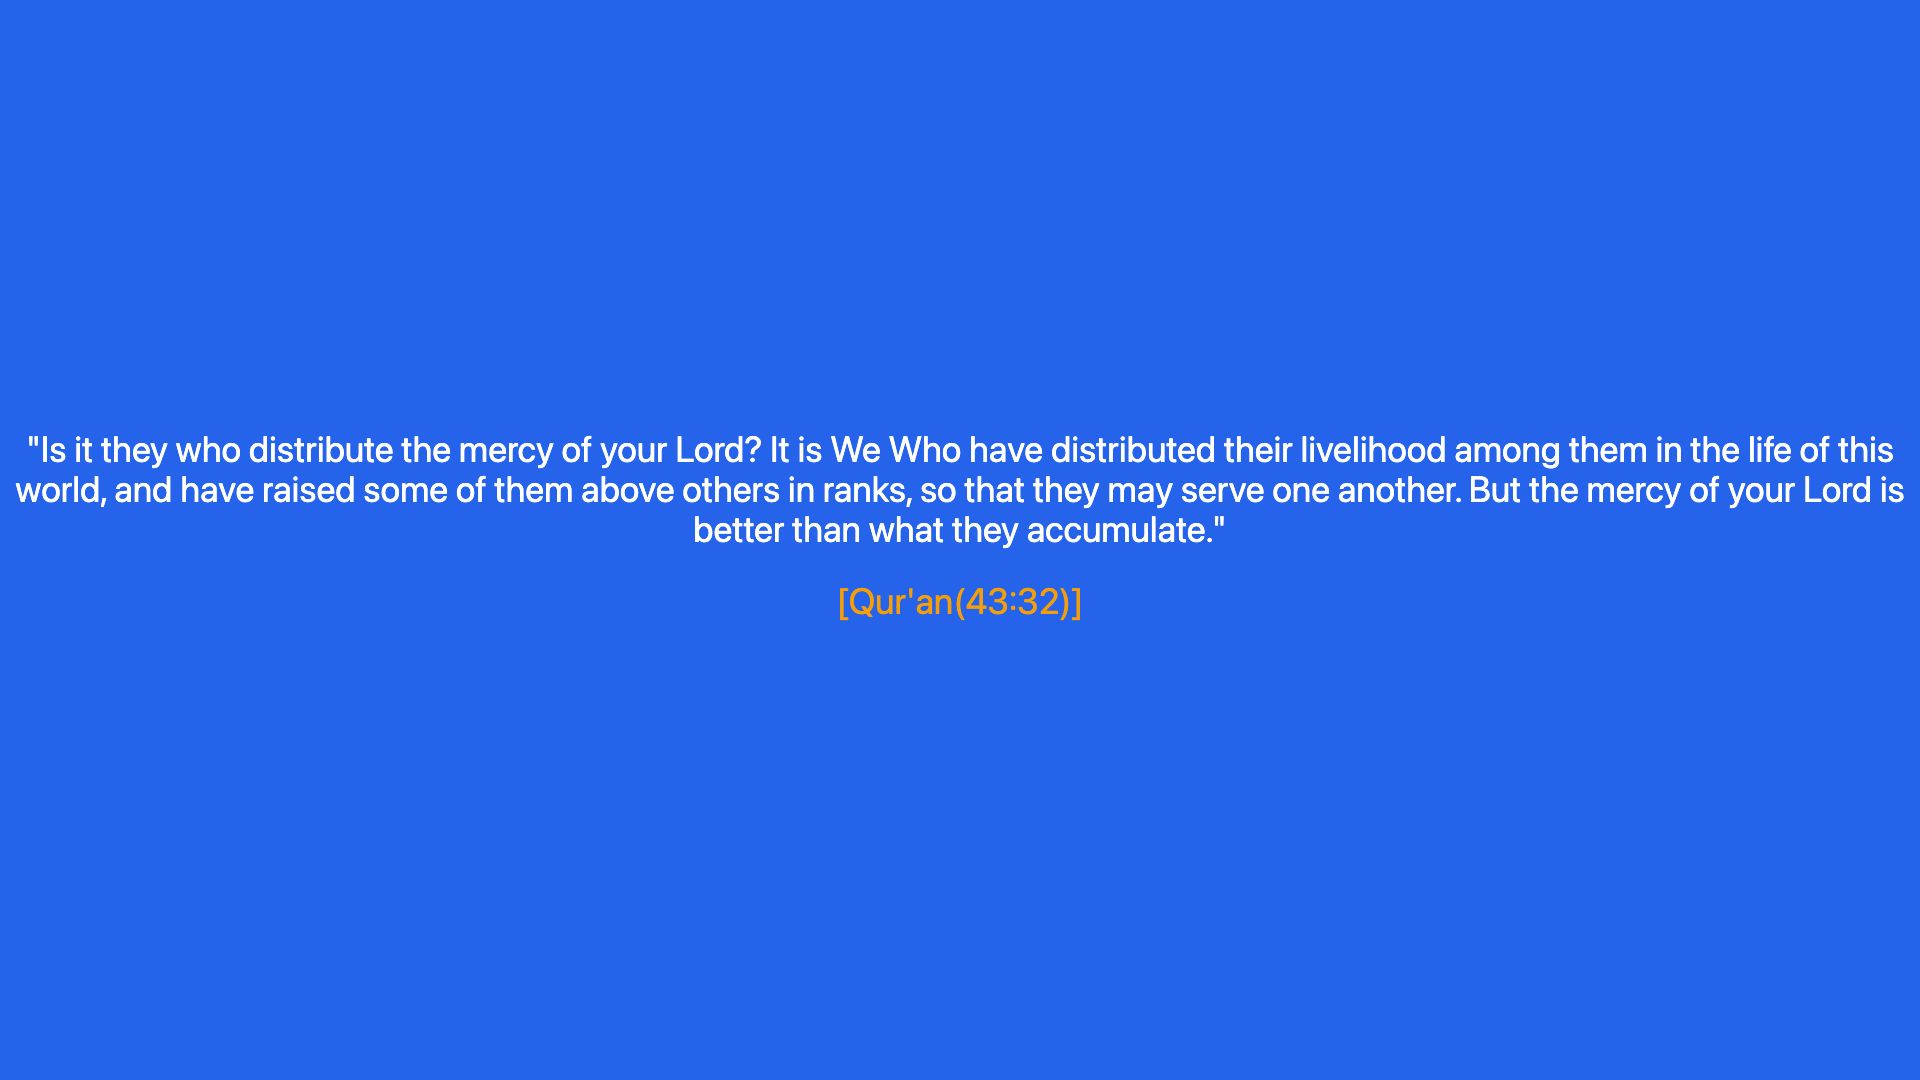 "Is it they who distribute the mercy of your Lord? It is We Who have distributed their livelihood among them in the life of this
world, and have raised some of them above others in ranks, so that they may serve one another. But the mercy of your Lord is
better than what they accumulate."
[Qur'an(43:32)]